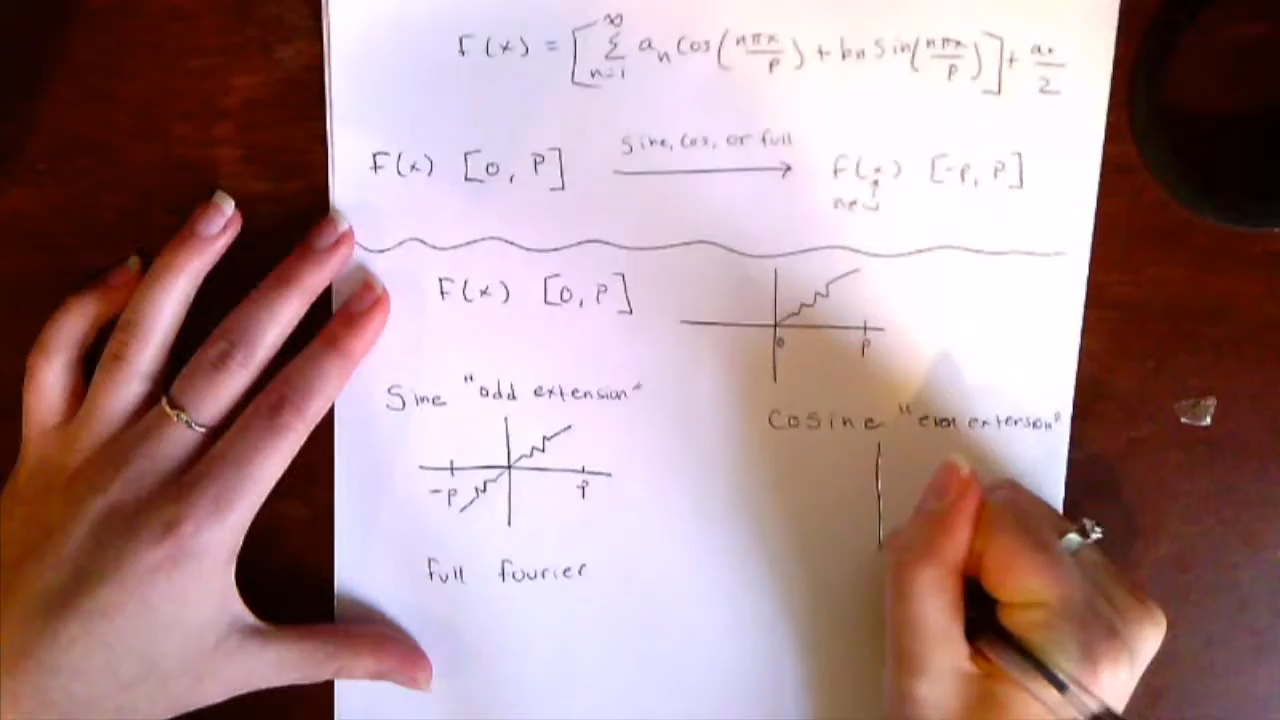 F(x) = [ ∞ Σ n=1 an cos(nπx/p) + bn sin(nπx/p) ] + a0/2
F(x) [0, P] sine, cos, or full → F(x) [-P, P]
new
F(x) [0, P]
0 P
Sine "odd extension"
Cosine "even extension"
-P P
full fourier